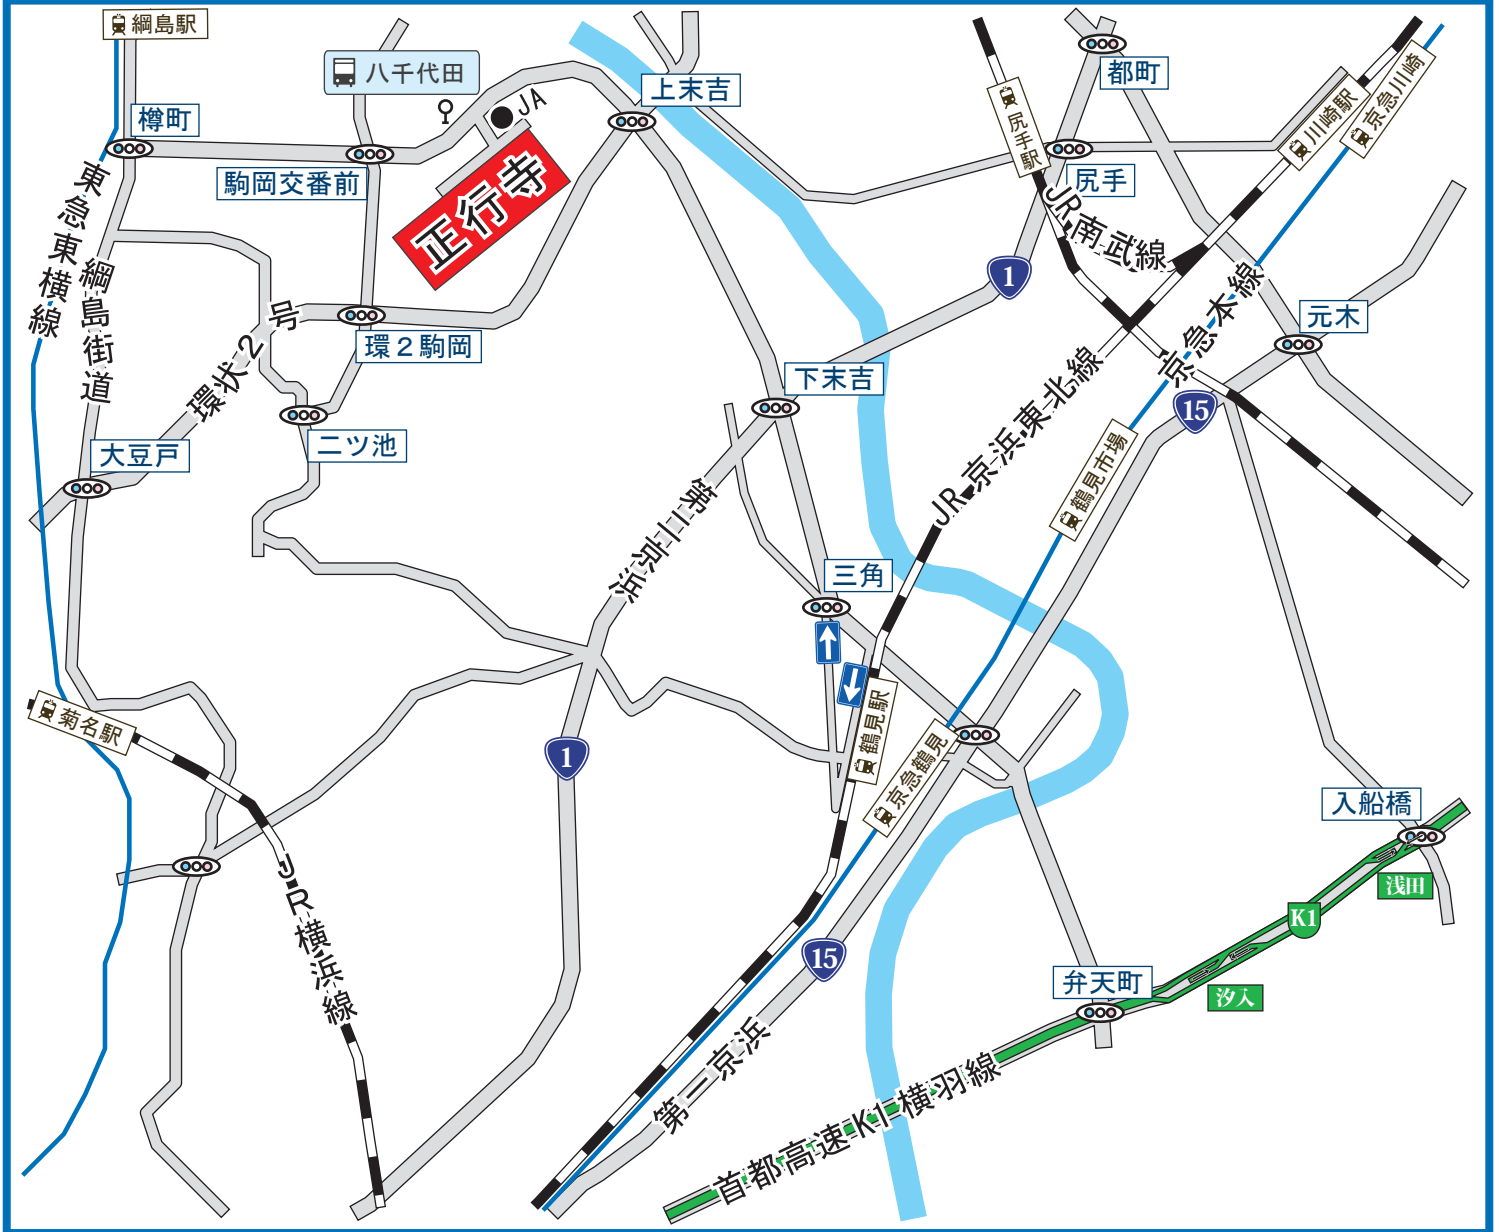 綱島駅
八千代田
JA
上末吉
都町
樽町
駒岡交番前
正行寺
尻手駅
尻手
川崎駅
京急川崎
東急東横線
綱島街道
環状2号
環２駒岡
JR南武線
1
元木
京急本線
15
下末吉
JR京浜東北線
鶴見市場
大豆戸
二ツ池
第二京浜
三角
菊名駅
1
鶴見駅
京急鶴見
入船橋
浅田
K1
汐入
弁天町
JR横浜線
15
第一京浜
首都高速K1横羽線